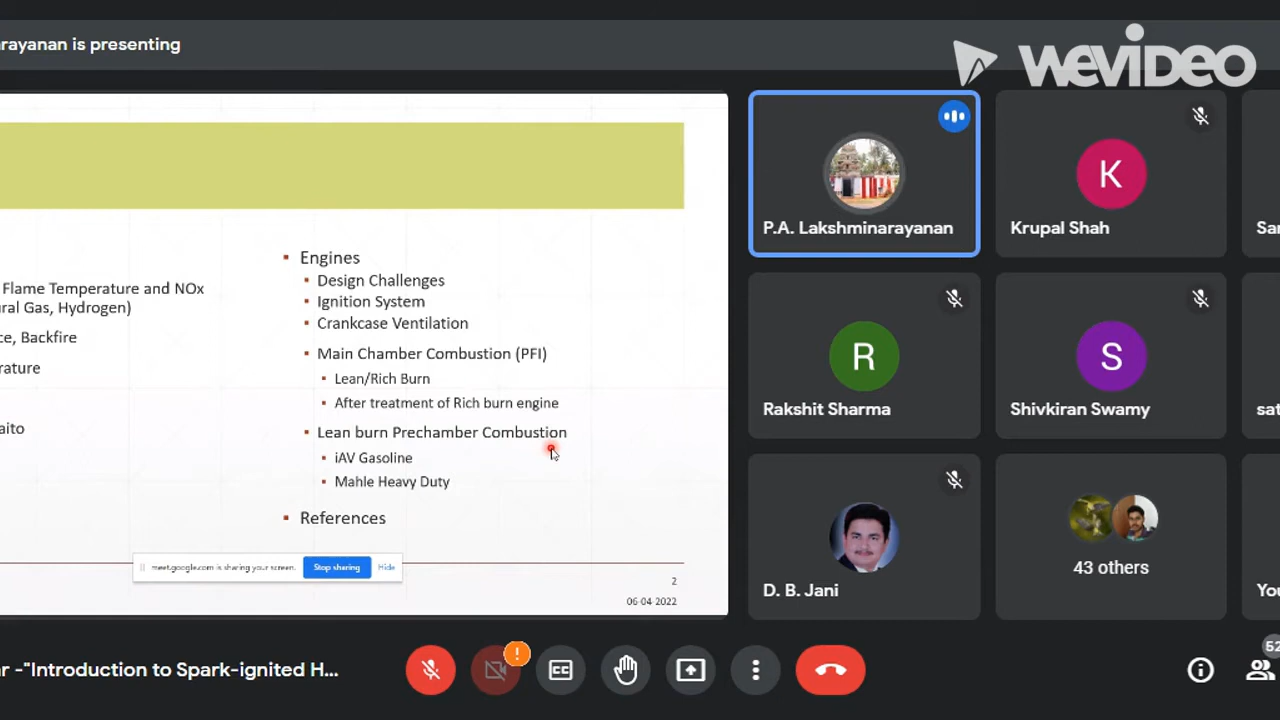 rayanan is presenting
WEVIDEO
Flame Temperature and NOx
ral Gas, Hydrogen)
ce, Backfire
rature
aito
Engines
Design Challenges
Ignition System
Crankcase Ventilation
Main Chamber Combustion (PFI)
Lean/Rich Burn
After treatment of Rich burn engine
Lean burn Prechamber Combustion
iAV Gasoline
Mahle Heavy Duty
References
meet.google.com is sharing your screen.
Stop sharing
Hide
2
06-04-2022
P.A. Lakshminarayanan
K
Krupal Shah
Sar
R
Rakshit Sharma
S
Shivkiran Swamy
sat
D. B. Jani
43 others
You
r -"Introduction to Spark-ignited H...
!
CC
52